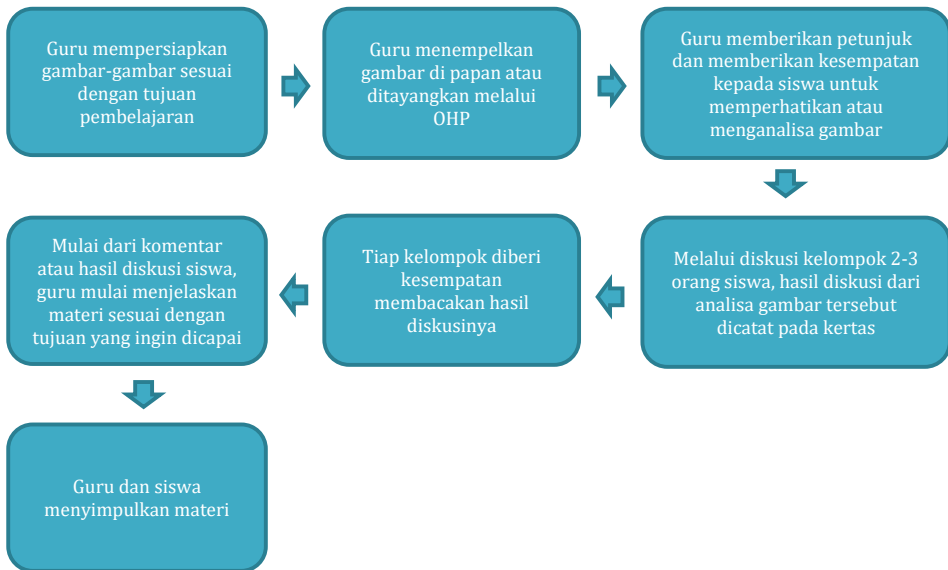 Guru mempersiapkan
gambar-gambar sesuai
dengan tujuan
pembelajaran
Guru menempelkan
gambar di papan atau
ditayangkan melalui
OHP
Guru memberikan petunjuk
dan memberikan kesempatan
kepada siswa untuk
memperhatikan atau
menganalisa gambar
Melalui diskusi kelompok 2-3
orang siswa, hasil diskusi dari
analisa gambar tersebut
dicatat pada kertas
Tiap kelompok diberi
kesempatan
membacakan hasil
diskusinya
Mulai dari komentar
atau hasil diskusi siswa,
guru mulai menjelaskan
materi sesuai dengan
tujuan yang ingin dicapai
Guru dan siswa
menyimpulkan materi